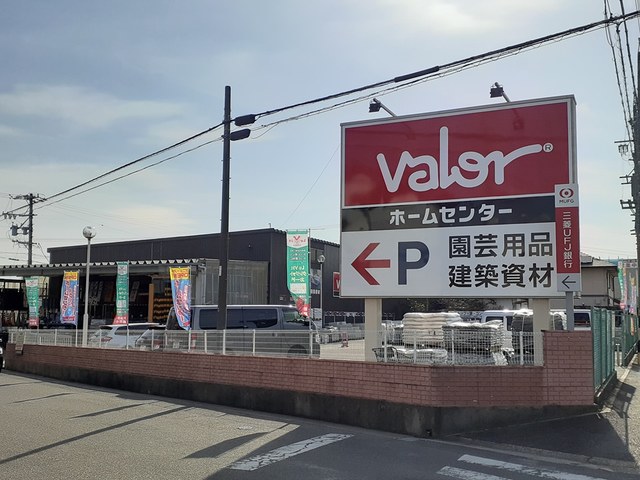 valor®
ホームセンター
P
園芸用品
建築資材
MUFG
三菱UFJ銀行